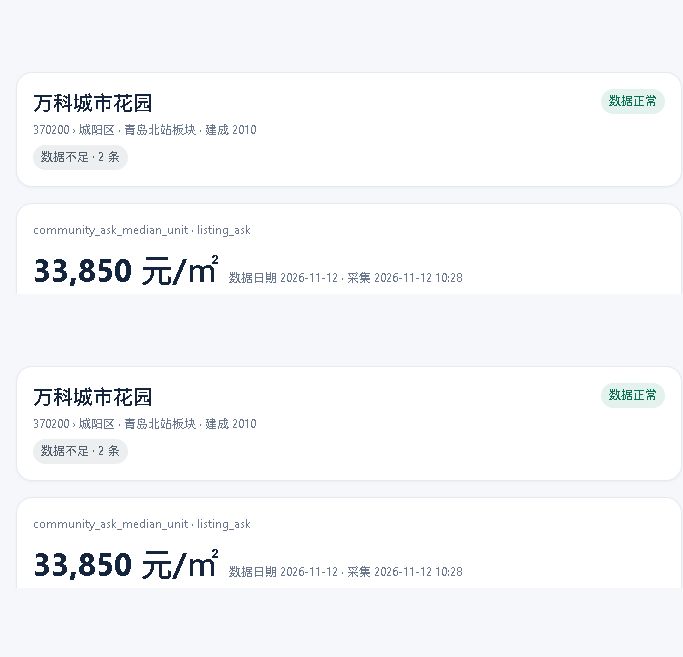 万科城市花园
数据正常
370200 › 城阳区 · 青岛北站板块 · 建成 2010
数据不足 · 2 条
community_ask_median_unit · listing_ask
33,850 元/㎡ 数据日期 2026-11-12 · 采集 2026-11-12 10:28
万科城市花园
数据正常
370200 › 城阳区 · 青岛北站板块 · 建成 2010
数据不足 · 2 条
community_ask_median_unit · listing_ask
33,850 元/㎡ 数据日期 2026-11-12 · 采集 2026-11-12 10:28